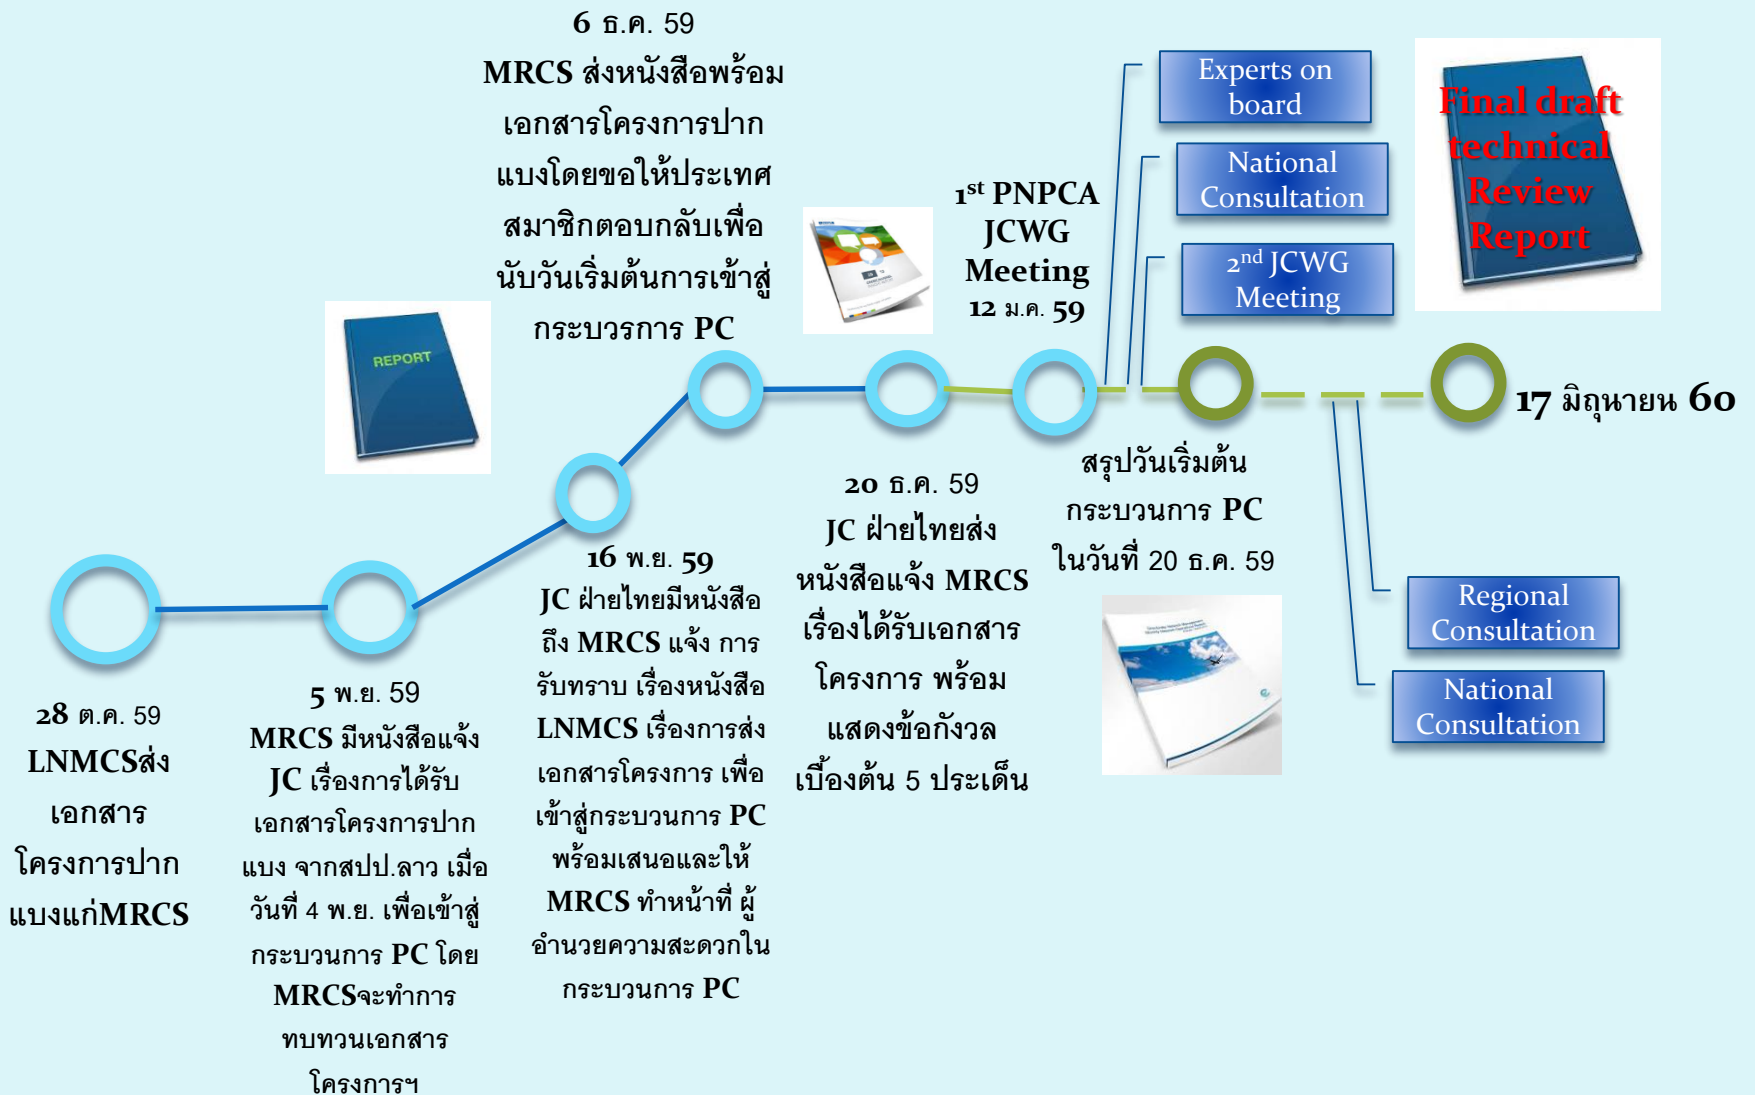 28 ต.ค. 59
LNMCSส่ง
เอกสาร
โครงการปาก
แบงแก่MRCS
5 พ.ย. 59
MRCS มีหนังสือแจ้ง
JC เรื่องการได้รับ
เอกสารโครงการปาก
แบง จากสปป.ลาว เมื่อ
วันที่ 4 พ.ย. เพื่อเข้าสู่
กระบวนการ PC โดย
MRCSจะทำการ
ทบทวนเอกสาร
โครงการฯ
REPORT
16 พ.ย. 59
JC ฝ่ายไทยมีหนังสือ
ถึง MRCS แจ้ง การ
รับทราบ เรื่องหนังสือ
LNMCS เรื่องการส่ง
เอกสารโครงการ เพื่อ
เข้าสู่กระบวนการ PC
พร้อมเสนอและให้
MRCS ทำหน้าที่ ผู้
อำนวยความสะดวกใน
กระบวนการ PC
6 ธ.ค. 59
MRCS ส่งหนังสือพร้อม
เอกสารโครงการปาก
แบงโดยขอให้ประเทศ
สมาชิกตอบกลับเพื่อ
นับวันเริ่มต้นการเข้าสู่
กระบวรการ PC
20 ธ.ค. 59
JC ฝ่ายไทยส่ง
หนังสือแจ้ง MRCS
เรื่องได้รับเอกสาร
โครงการ พร้อม
แสดงข้อกังวล
เบื้องต้น 5 ประเด็น
1st PNPCA
JCWG
Meeting
12 ม.ค. 59
Experts on
board
National
Consultation
2nd JCWG
Meeting
สรุปวันเริ่มต้น
กระบวนการ PC
ในวันที่ 20 ธ.ค. 59
Regional
Consultation
National
Consultation
Final draft
technical
Review
Report
17 มิถุนายน 60